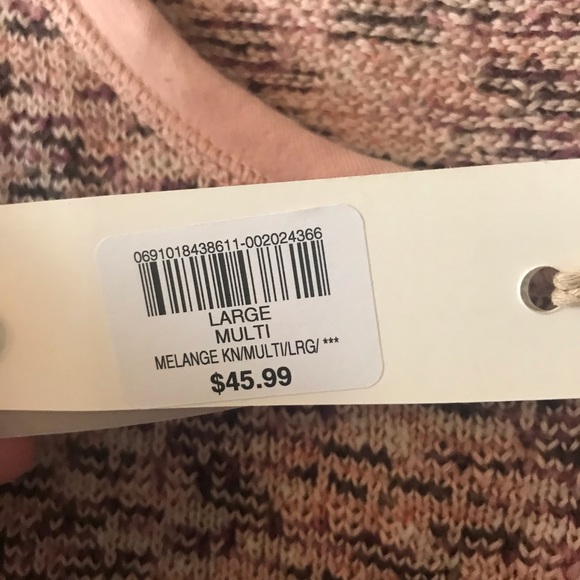 0691018438611-002024366
LARGE
MULTI
MELANGE KN/MULTI/LRG/ ***
$45.99